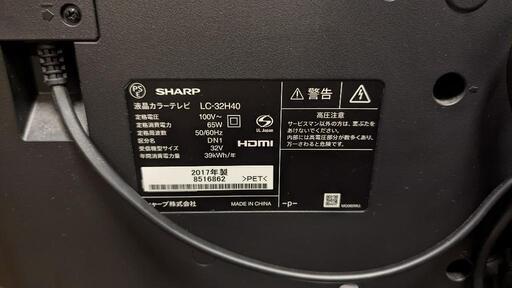 PS E
SHARP
液晶カラーテレビ LC-32H40
定格電圧 100V~
定格消費電力 65W
定格周波数 50/60Hz
区分名 DN1
受信機型サイズ 32V
年間消費電力量 39kWh/年
S
UL Japan
HDMI
2017年製
8516862
>PET<
シャープ株式会社 MADE IN CHINA
警告
高圧注意
サービスマン以外の方は、裏ぶたを
あけないでください。
内部には高電圧部分が数多くあり、
万一さわると危険です。
-p-